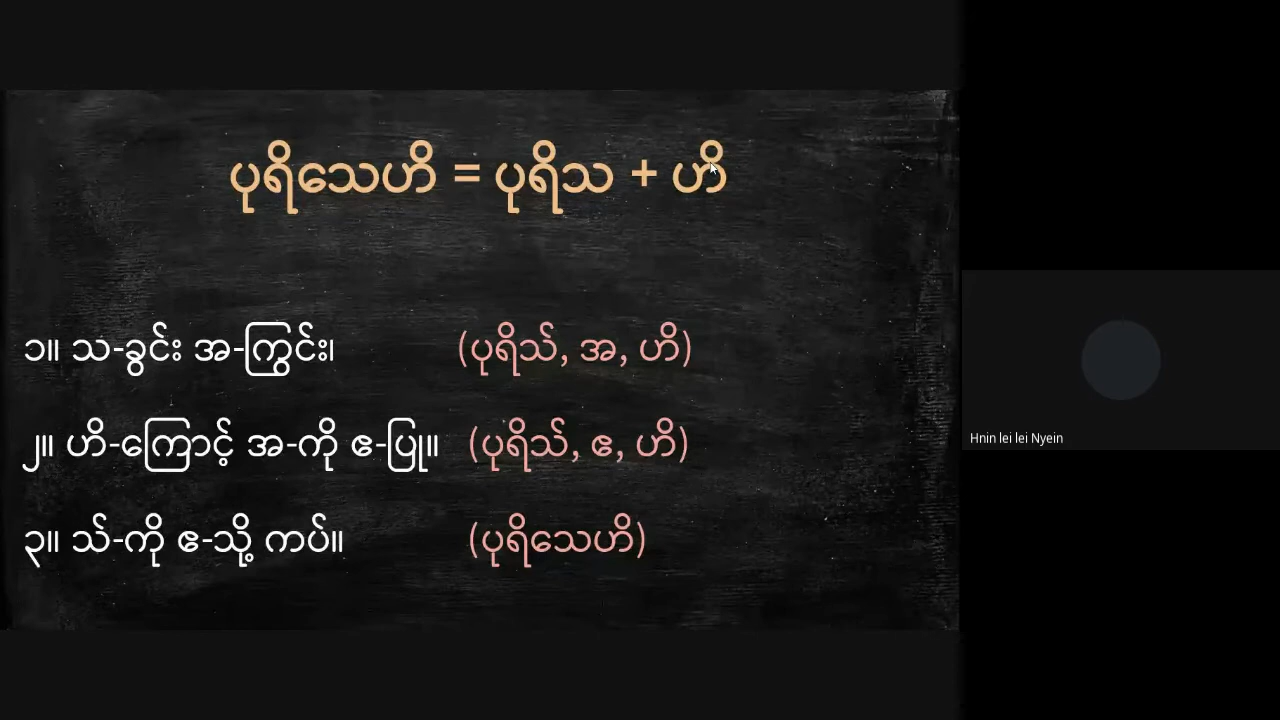 ပုရိသေဟိ = ပုရိသ + ဟိ
၁။ သ-ခွင်း အ-ကြွင်း၊ (ပုရိသ်, အ, ဟိ)
၂။ ဟိ-ကြောင့် အ-ကို ဧ-ပြု။ (ပုရိသ်, ဧ, ဟိ)
၃။ သ်-ကို ဧ-သို့ ကပ်။ (ပုရိသေဟိ)
Hnin lei lei Nyein